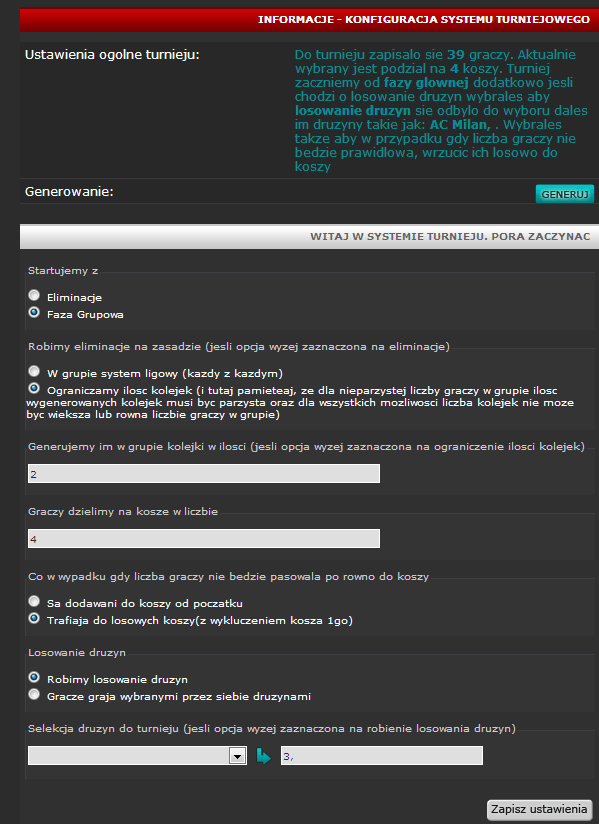 INFORMACJE - KONFIGURACJA SYSTEMU TURNIEJOWEGO
Ustawienia ogolne turnieju:
Do turnieju zapisalo sie 39 graczy. Aktualnie
wybrany jest podzial na 4 koszy. Turniej
zaczniemy od fazy glownej dodatkowo jesli
chodzi o losowanie druzyn wybrales aby
losowanie druzyn sie odbylo do wyboru dales
im druzyny takie jak: AC Milan, . Wybrales
takze aby w przypadku gdy liczba graczy nie
bedzie prawidlowa, wrzucic ich losowo do
koszy
Generowanie:
GENERUJ
WITAJ W SYSTEMIE TURNIEJU. PORA ZACZYNAC
Startujemy z
Eliminacje
Faza Grupowa
Robimy eliminacje na zasadzie (jesli opcja wyzej zaznaczona na eliminacje)
W grupie system ligowy (kazdy z kazdym)
Ograniczamy ilosc kolejek (i tutaj pamieteaj, ze dla nieparzystej liczby graczy w grupie ilosc
wygenerowanych kolejek musi byc parzysta oraz dla wszystkich mozliwosci liczba kolejek nie moze
byc wieksza lub rowna liczbie graczy w grupie)
Generujemy im w grupie kolejki w ilosci (jesli opcja wyzej zaznaczona na ograniczenie ilosci kolejek)
2
Graczy dzielimy na kosze w liczbie
4
Co w wypadku gdy liczba graczy nie bedzie pasowala po rowno do koszy
Sa dodawani do koszy od poczatku
Trafiaja do losowych koszy(z wykluczeniem kosza 1go)
Losowanie druzyn
Robimy losowanie druzyn
Gracze graja wybranymi przez siebie druzynami
Selekcja druzyn do turnieju (jesli opcja wyzej zaznaczona na robienie losowania druzyn)
3,
Zapisz ustawienia